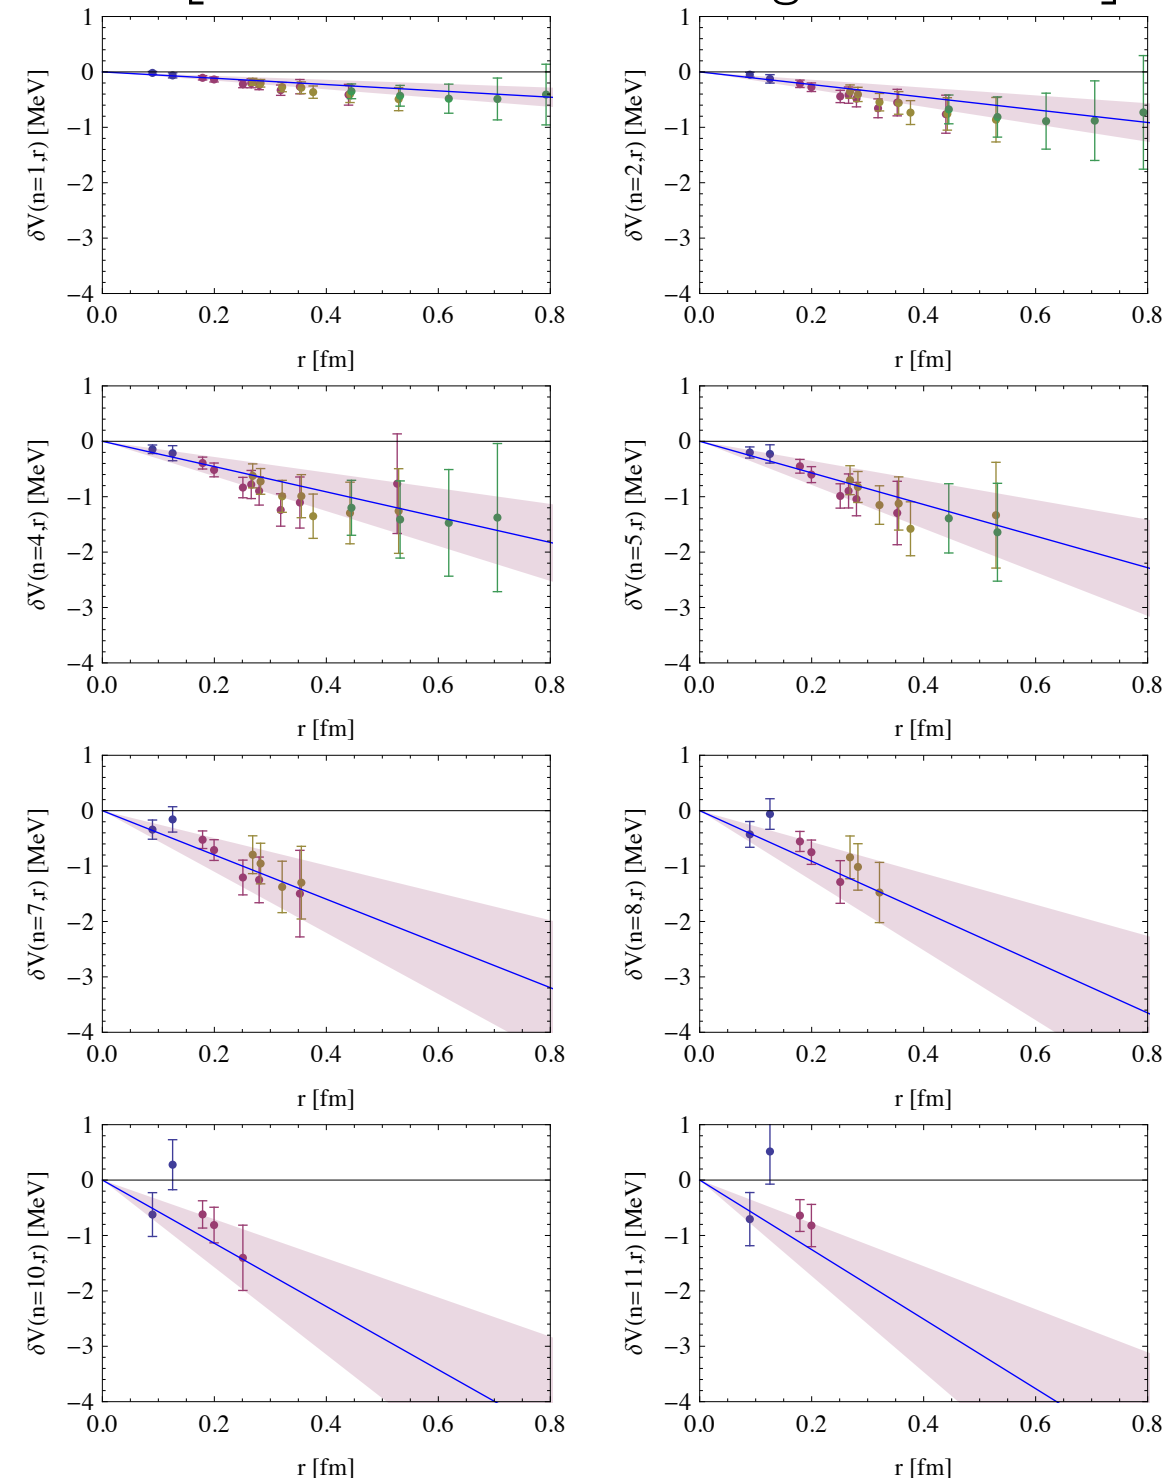 [ g ]
1
0
−1
−2
−3
−4
δV(n=1,r) [MeV]
0.0 0.2 0.4 0.6 0.8
r [fm]
1
0
−1
−2
−3
−4
δV(n=2,r) [MeV]
0.0 0.2 0.4 0.6 0.8
r [fm]
1
0
−1
−2
−3
−4
δV(n=4,r) [MeV]
0.0 0.2 0.4 0.6 0.8
r [fm]
1
0
−1
−2
−3
−4
δV(n=5,r) [MeV]
0.0 0.2 0.4 0.6 0.8
r [fm]
1
0
−1
−2
−3
−4
δV(n=7,r) [MeV]
0.0 0.2 0.4 0.6 0.8
r [fm]
1
0
−1
−2
−3
−4
δV(n=8,r) [MeV]
0.0 0.2 0.4 0.6 0.8
r [fm]
1
0
−1
−2
−3
−4
δV(n=10,r) [MeV]
0.0 0.2 0.4 0.6 0.8
r [fm]
1
0
−1
−2
−3
−4
δV(n=11,r) [MeV]
0.0 0.2 0.4 0.6 0.8
r [fm]